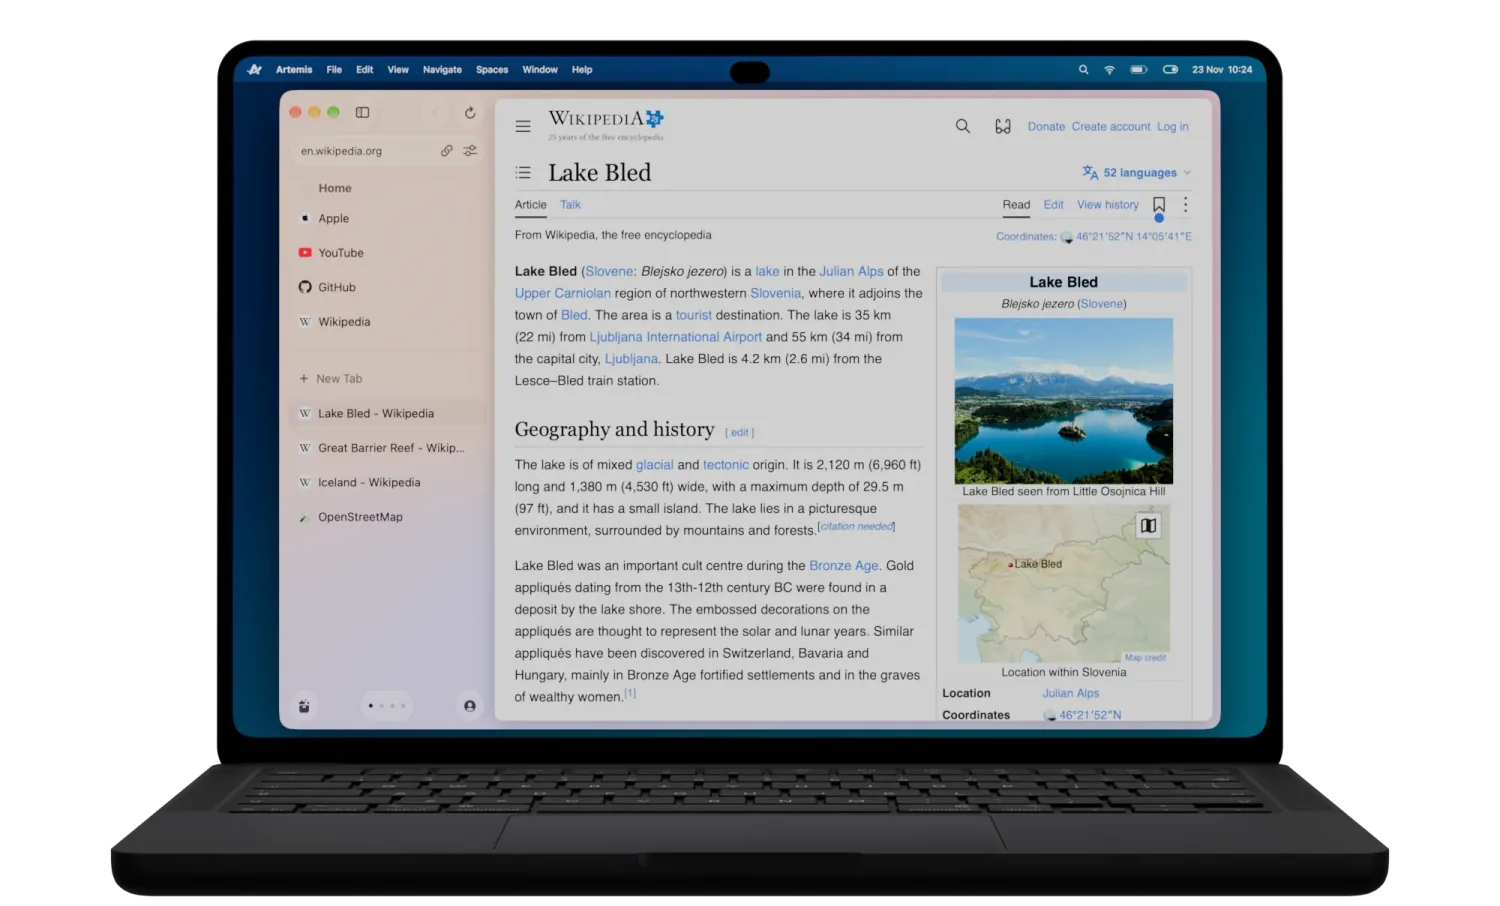 Artemis File Edit View Navigate Spaces Window Help
23 Nov 10:24
en.wikipedia.org
Home
Apple
YouTube
GitHub
W Wikipedia
+ New Tab
W Lake Bled - Wikipedia
W Great Barrier Reef - Wikip...
W Iceland - Wikipedia
OpenStreetMap
WIKIPEDIA 25
25 years of the free encyclopedia
Donate Create account Log in
Lake Bled
52 languages
Article Talk
Read Edit View history
From Wikipedia, the free encyclopedia
Coordinates: 46°21′52″N 14°05′41″E
Lake Bled (Slovene: Blejsko jezero) is a lake in the Julian Alps of the
Upper Carniolan region of northwestern Slovenia, where it adjoins the
town of Bled. The area is a tourist destination. The lake is 35 km
(22 mi) from Ljubljana International Airport and 55 km (34 mi) from
the capital city, Ljubljana. Lake Bled is 4.2 km (2.6 mi) from the
Lesce–Bled train station.
Geography and history [ edit ]
The lake is of mixed glacial and tectonic origin. It is 2,120 m (6,960 ft)
long and 1,380 m (4,530 ft) wide, with a maximum depth of 29.5 m
(97 ft), and it has a small island. The lake lies in a picturesque
environment, surrounded by mountains and forests.[citation needed]
Lake Bled was an important cult centre during the Bronze Age. Gold
appliqués dating from the 13th-12th century BC were found in a
deposit by the lake shore. The embossed decorations on the
appliqués are thought to represent the solar and lunar years. Similar
appliqués have been discovered in Switzerland, Bavaria and
Hungary, mainly in Bronze Age fortified settlements and in the graves
of wealthy women.[1]
Lake Bled
Blejsko jezero (Slovene)
Lake Bled seen from Little Osojnica Hill
Lake Bled
Map credit
Location within Slovenia
Location Julian Alps
Coordinates 46°21′52″N